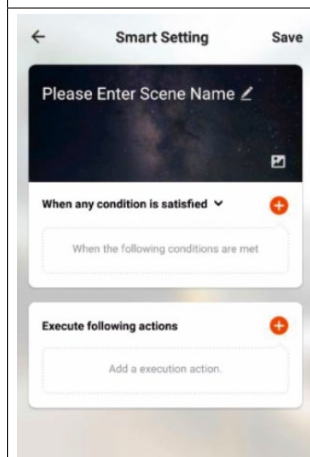 Smart Setting Save
Please Enter Scene Name
When any condition is satisfied
When the following conditions are met
Execute following actions
Add a execution action.